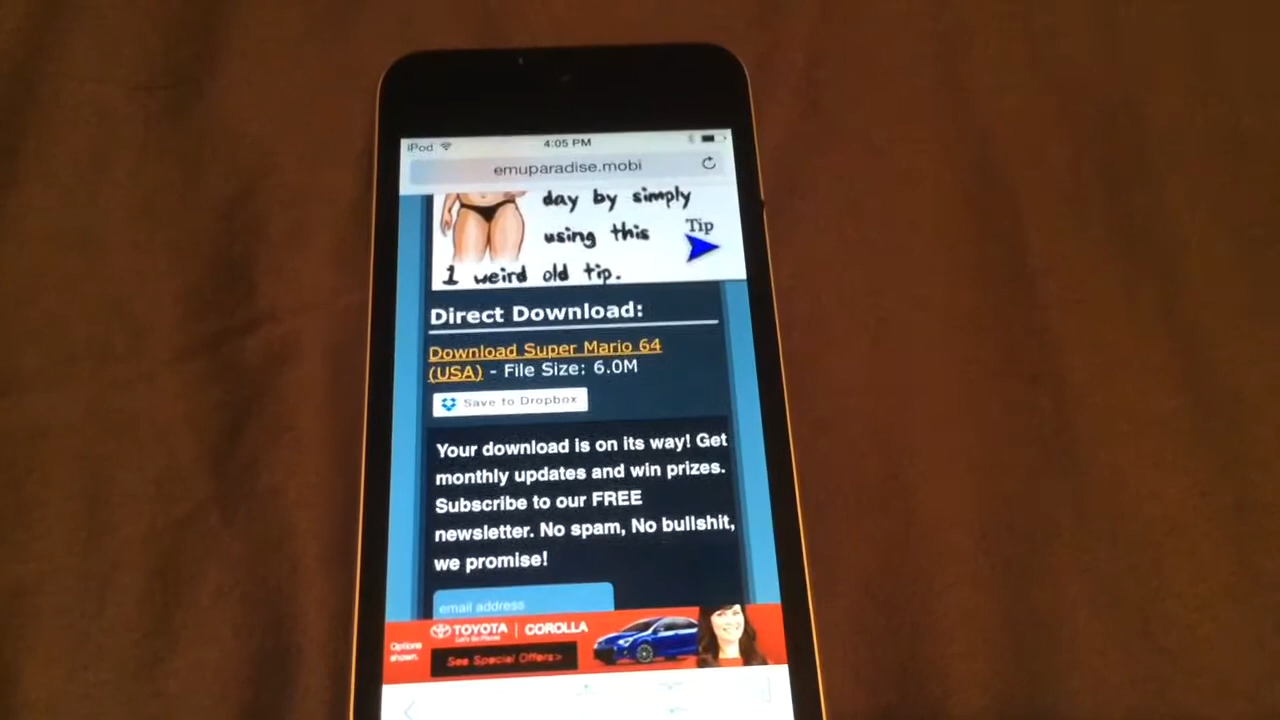 iPod 4:05 PM
emuparadise.mobi
day by simply
using this
Tip
1 weird old tip.
Direct Download:
Download Super Mario 64
(USA) - File Size: 6.0M
Save to Dropbox
Your download is on its way! Get
monthly updates and win prizes.
Subscribe to our FREE
newsletter. No spam, No bullshit,
we promise!
email address
TOYOTA | COROLLA
Let's Go Places
Options
shown.
See Special Offers>